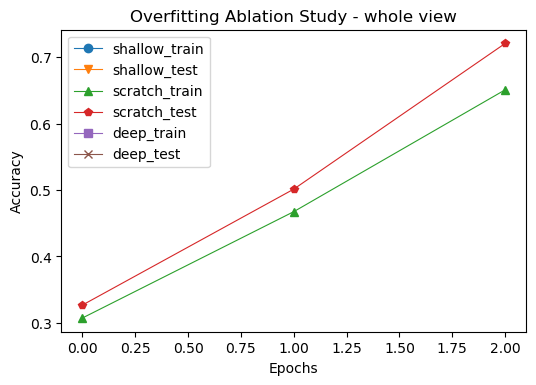 Overfitting Ablation Study - whole view
shallow_train
shallow_test
scratch_train
scratch_test
deep_train
deep_test
Accuracy
0.7
0.6
0.5
0.4
0.3
0.00 0.25 0.50 0.75 1.00 1.25 1.50 1.75 2.00
Epochs